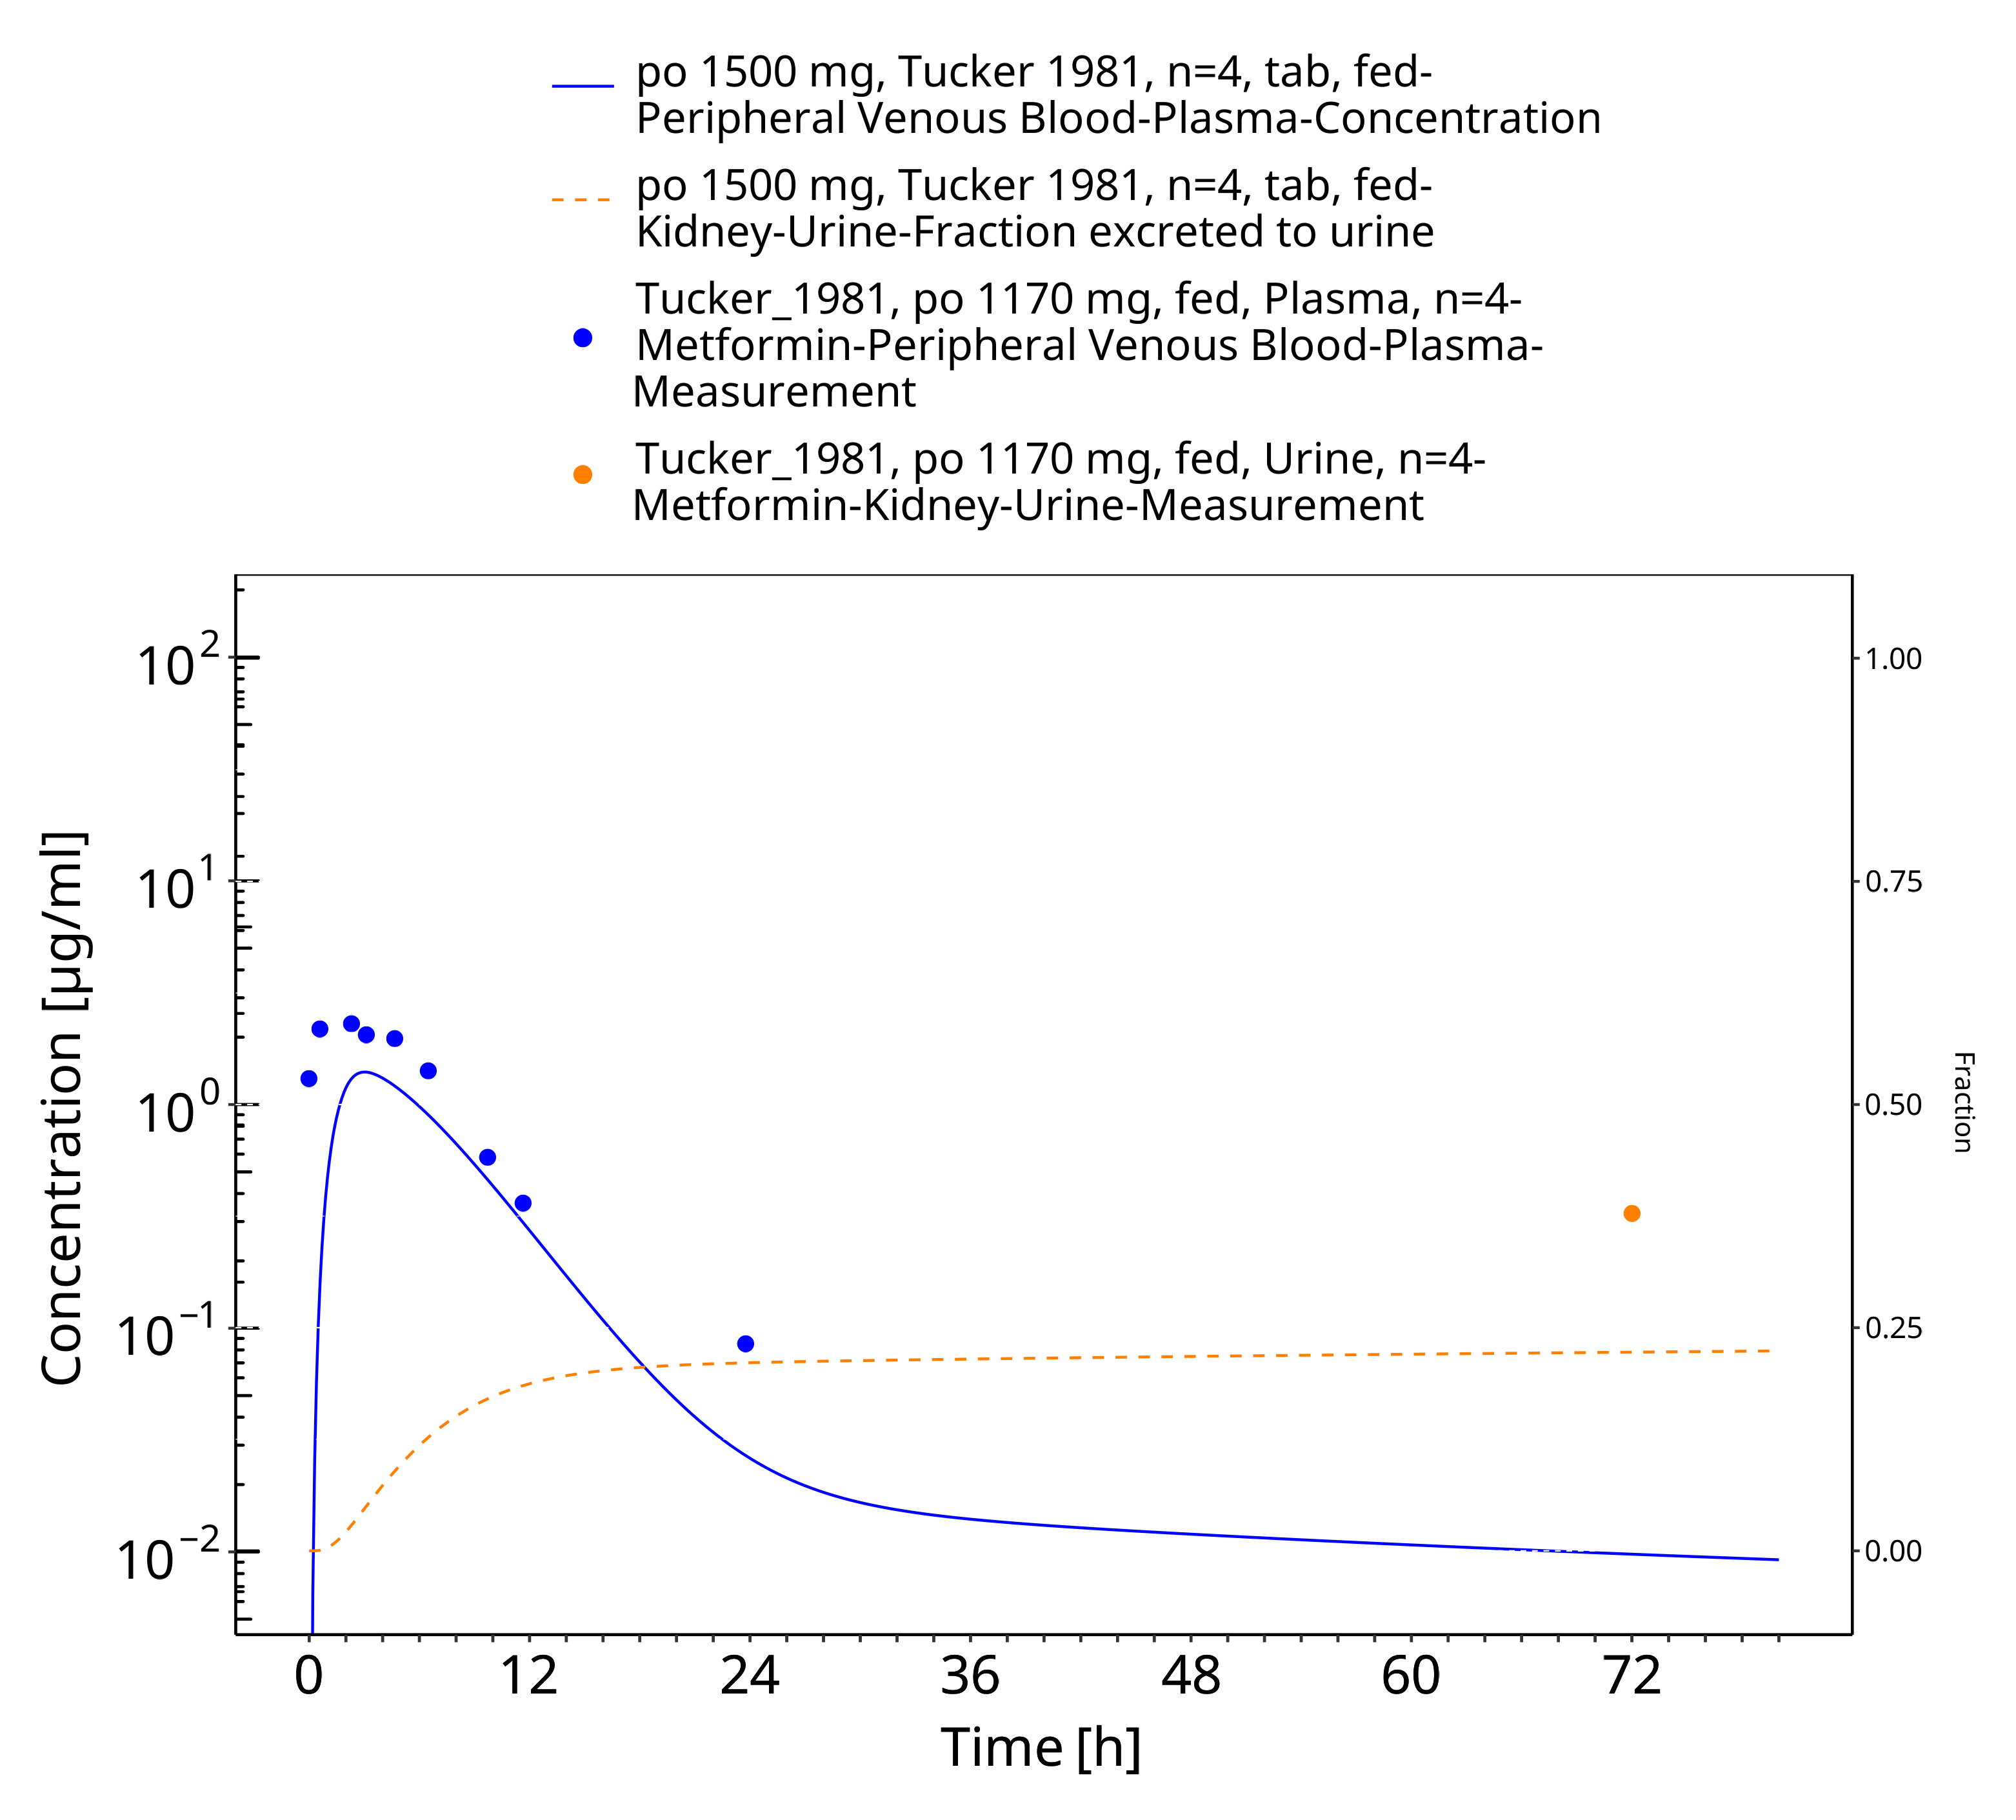 po 1500 mg, Tucker 1981, n=4, tab, fed-
Peripheral Venous Blood-Plasma-Concentration
po 1500 mg, Tucker 1981, n=4, tab, fed-
Kidney-Urine-Fraction excreted to urine
Tucker_1981, po 1170 mg, fed, Plasma, n=4-
Metformin-Peripheral Venous Blood-Plasma-
Measurement
Tucker_1981, po 1170 mg, fed, Urine, n=4-
Metformin-Kidney-Urine-Measurement
10²
10¹
10⁰
10⁻¹
10⁻²
Concentration [µg/ml]
1.00
0.75
0.50
0.25
0.00
Fraction
0 12 24 36 48 60 72
Time [h]